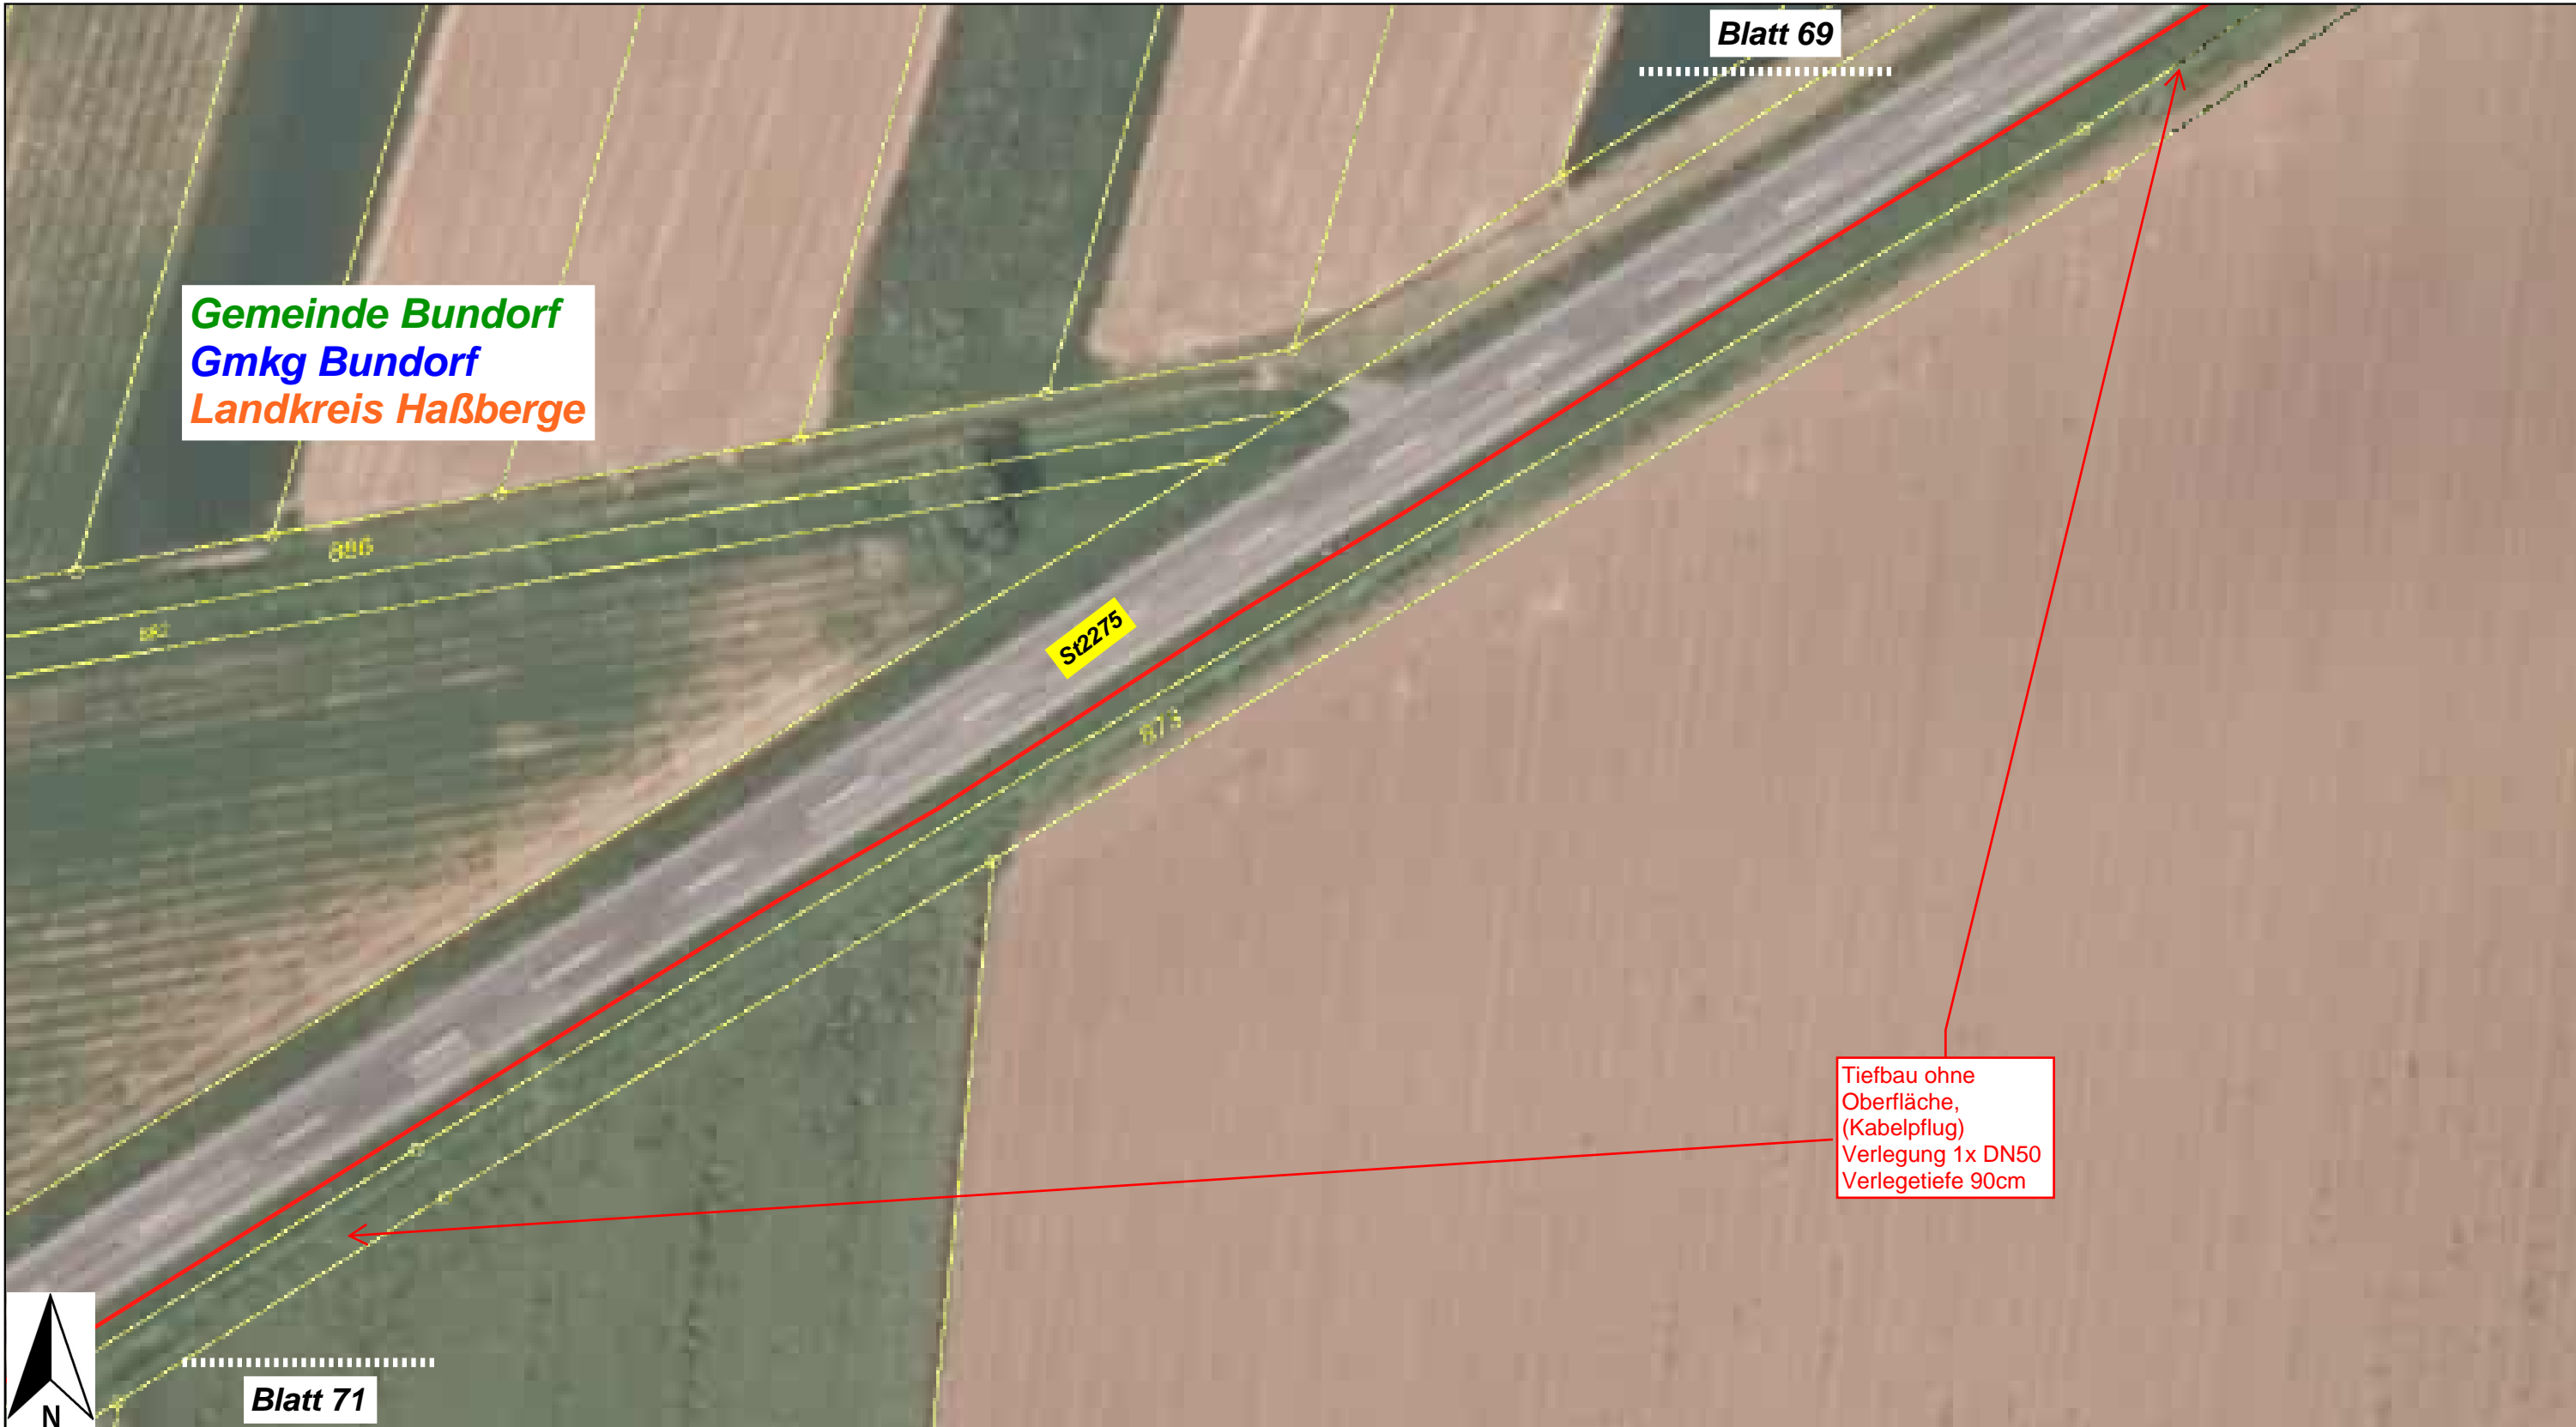 Blatt 69
Gemeinde Bundorf
Gmkg Bundorf
Landkreis Haßberge
886
St2275
Tiefbau ohne
Oberfläche,
(Kabelpflug)
Verlegung 1x DN50
Verlegetiefe 90cm
Blatt 71
N